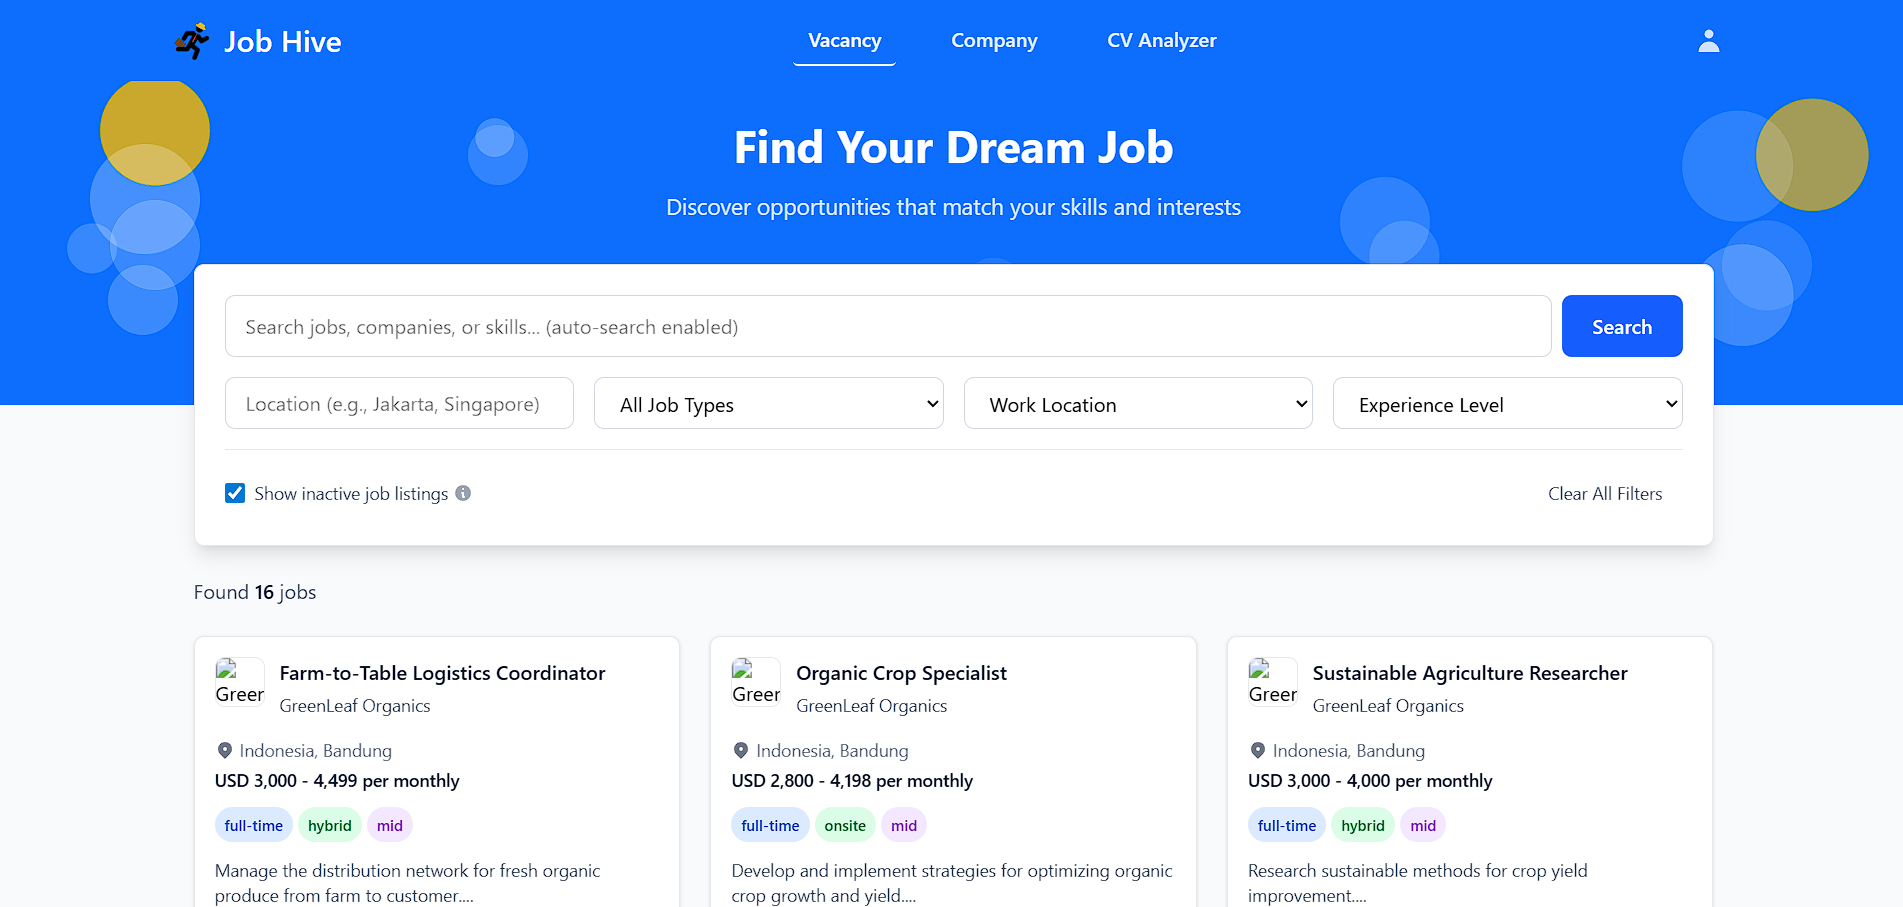 Job Hive
Vacancy
Company
CV Analyzer
Find Your Dream Job
Discover opportunities that match your skills and interests
Search jobs, companies, or skills... (auto-search enabled)
Search
Location (e.g., Jakarta, Singapore)
All Job Types
Work Location
Experience Level
Show inactive job listings
Clear All Filters
Found 16 jobs
Greer
Farm-to-Table Logistics Coordinator
GreenLeaf Organics
Indonesia, Bandung
USD 3,000 - 4,499 per monthly
full-time hybrid mid
Manage the distribution network for fresh organic
produce from farm to customer....
Greer
Organic Crop Specialist
GreenLeaf Organics
Indonesia, Bandung
USD 2,800 - 4,198 per monthly
full-time onsite mid
Develop and implement strategies for optimizing organic
crop growth and yield....
Greer
Sustainable Agriculture Researcher
GreenLeaf Organics
Indonesia, Bandung
USD 3,000 - 4,000 per monthly
full-time hybrid mid
Research sustainable methods for crop yield
improvement....